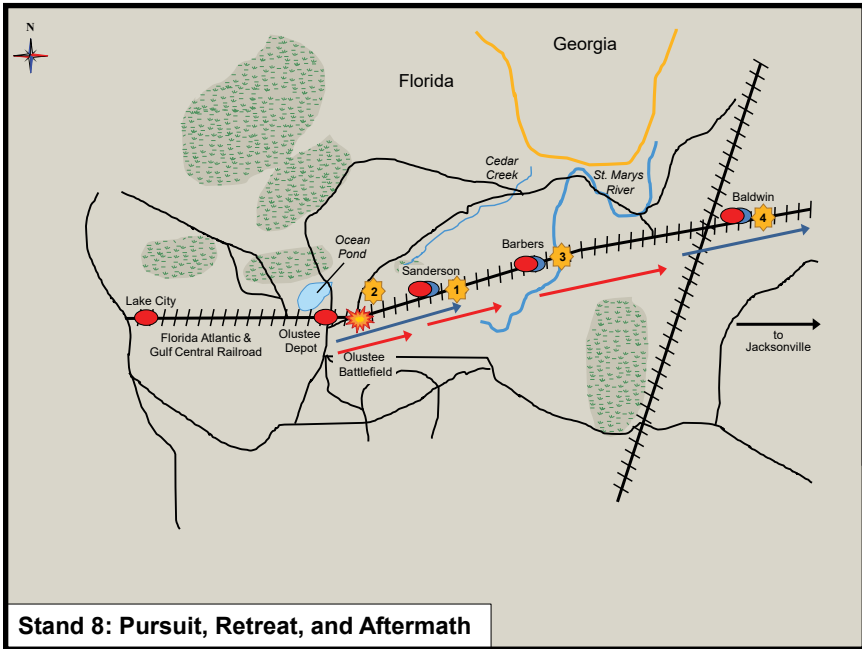 N
Georgia
Florida
Cedar
Creek
St. Marys
River
Baldwin
4
Ocean
Pond
Barbers
3
Sanderson
2
1
Lake City
Olustee
Depot
Florida Atlantic &
Gulf Central Railroad
Olustee
Battlefield
to
Jacksonville
Stand 8: Pursuit, Retreat, and Aftermath